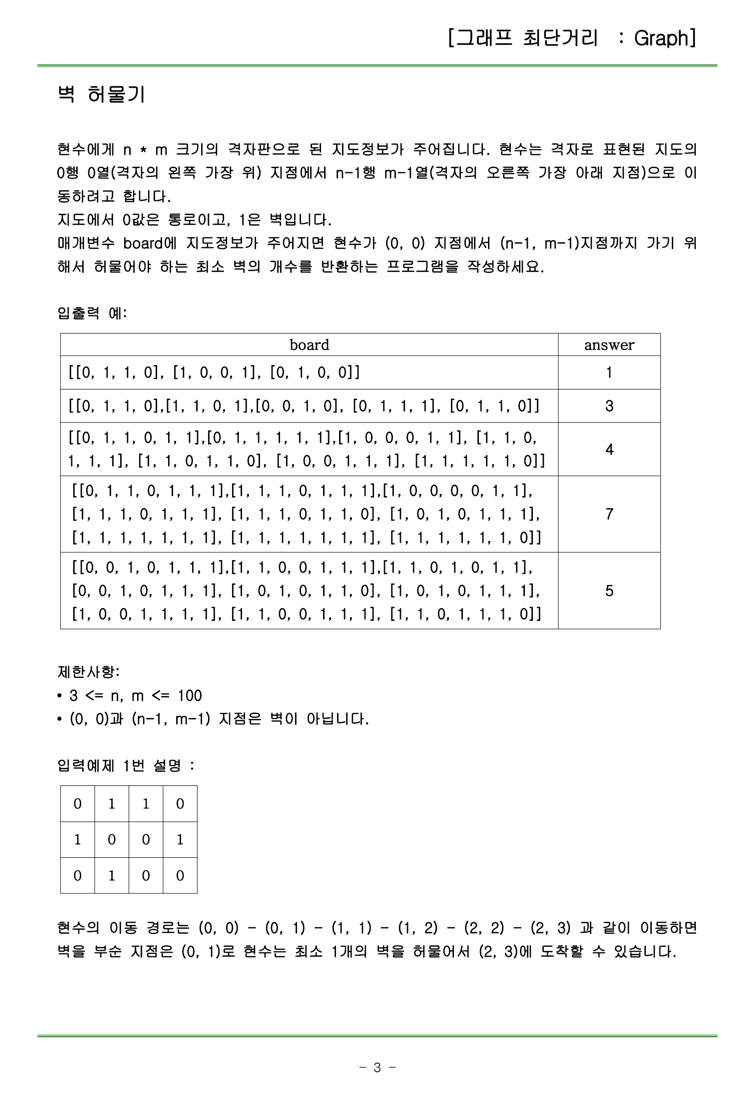 [그래프 최단거리 : Graph]
벽 허물기
현수에게 n * m 크기의 격자판으로 된 지도정보가 주어집니다. 현수는 격자로 표현된 지도의
0행 0열(격자의 왼쪽 가장 위) 지점에서 n-1행 m-1열(격자의 오른쪽 가장 아래 지점)으로 이
동하려고 합니다.
지도에서 0값은 통로이고, 1은 벽입니다.
매개변수 board에 지도정보가 주어지면 현수가 (0, 0) 지점에서 (n-1, m-1)지점까지 가기 위
해서 허물어야 하는 최소 벽의 개수를 반환하는 프로그램을 작성하세요.
입출력 예:
board answer
[[0, 1, 1, 0], [1, 0, 0, 1], [0, 1, 0, 0]] 1
[[0, 1, 1, 0],[1, 1, 0, 1],[0, 0, 1, 0], [0, 1, 1, 1], [0, 1, 1, 0]] 3
[[0, 1, 1, 0, 1, 1],[0, 1, 1, 1, 1, 1],[1, 0, 0, 0, 1, 1], [1, 1, 0,
1, 1, 1], [1, 1, 0, 1, 1, 0], [1, 0, 0, 1, 1, 1], [1, 1, 1, 1, 1, 0]] 4
[[0, 1, 1, 0, 1, 1, 1],[1, 1, 1, 0, 1, 1, 1],[1, 0, 0, 0, 0, 1, 1],
[1, 1, 1, 0, 1, 1, 1], [1, 1, 1, 0, 1, 1, 0], [1, 0, 1, 0, 1, 1, 1], 7
[1, 1, 1, 1, 1, 1, 1], [1, 1, 1, 1, 1, 1, 1], [1, 1, 1, 1, 1, 1, 0]]
[[0, 0, 1, 0, 1, 1, 1],[1, 1, 0, 0, 1, 1, 1],[1, 1, 0, 1, 0, 1, 1],
[0, 0, 1, 0, 1, 1, 1], [1, 0, 1, 0, 1, 1, 0], [1, 0, 1, 0, 1, 1, 1], 5
[1, 0, 0, 1, 1, 1, 1], [1, 1, 0, 0, 1, 1, 1], [1, 1, 0, 1, 1, 1, 0]]
제한사항:
• 3 <= n, m <= 100
• (0, 0)과 (n-1, m-1) 지점은 벽이 아닙니다.
입력예제 1번 설명 :
0 1 1 0
1 0 0 1
0 1 0 0
현수의 이동 경로는 (0, 0) - (0, 1) - (1, 1) - (1, 2) - (2, 2) - (2, 3) 과 같이 이동하면
벽을 부순 지점은 (0, 1)로 현수는 최소 1개의 벽을 허물어서 (2, 3)에 도착할 수 있습니다.
- 3 -